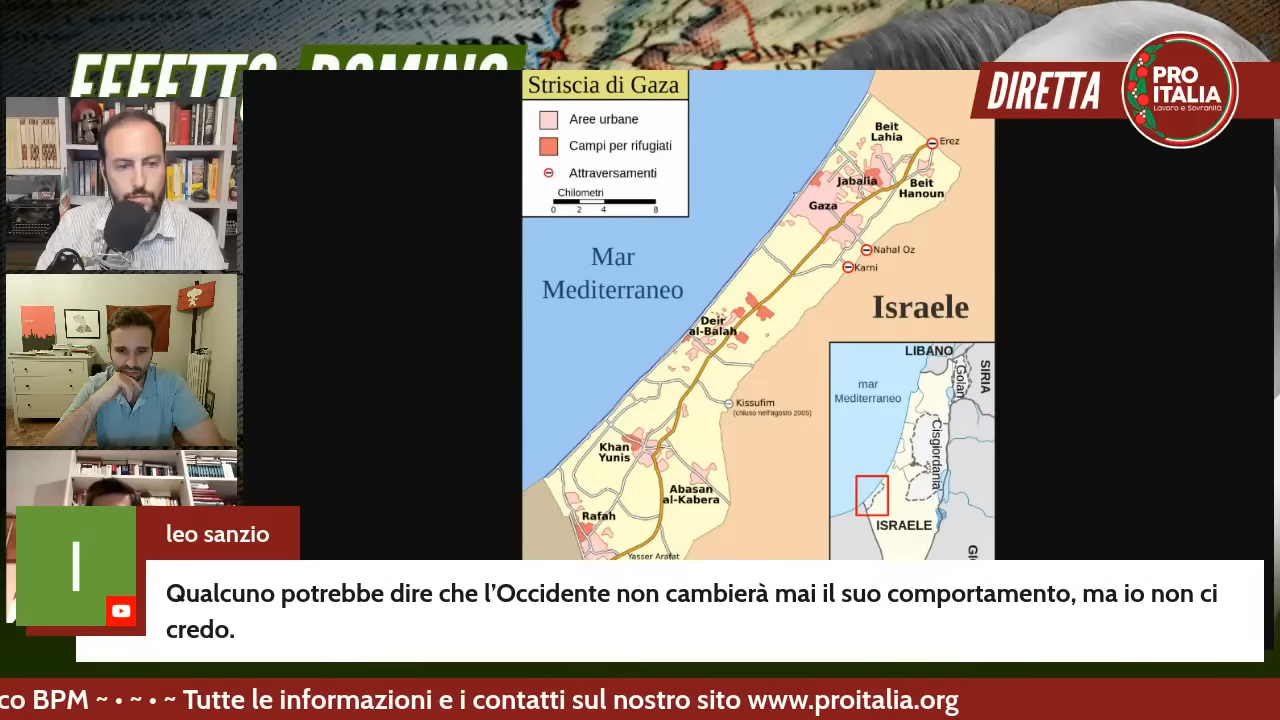 EFFETTO DOMINO
DIRETTA
PRO
ITALIA
Lavoro e Sovranità
Striscia di Gaza
Aree urbane
Campi per rifugiati
Attraversamenti
Chilometri
0 2 4 8
Mar
Mediterraneo
Beit
Lahia
Erez
Jabalia
Beit
Hanoun
Gaza
Nahal Oz
Karni
Israele
Deir
al-Balah
Kissufim
(chiuso nell'agosto 2005)
Khan
Yunis
Abasan
al-Kabera
Rafah
Yasser Arafat
LIBANO
SIRIA
Golan
mar
Mediterraneo
Cisgiordania
ISRAELE
l
leo sanzio
Qualcuno potrebbe dire che l’Occidente non cambierà mai il suo comportamento, ma io non ci
credo.
co BPM ~ • ~ • ~ Tutte le informazioni e i contatti sul nostro sito www.proitalia.org